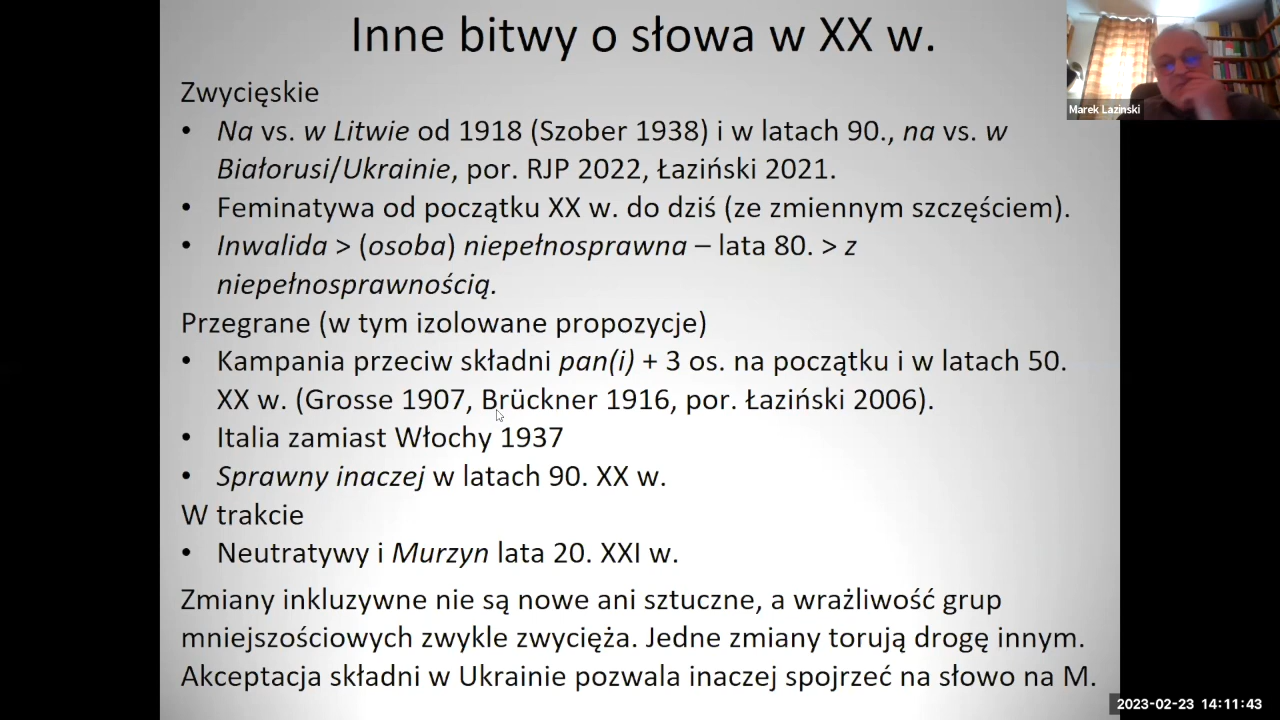 Inne bitwy o słowa w XX w.
Marek Lazinski
Zwycięskie
• Na vs. w Litwie od 1918 (Szober 1938) i w latach 90., na vs. w
Białorusi/Ukrainie, por. RJP 2022, Łaziński 2021.
• Feminatywa od początku XX w. do dziś (ze zmiennym szczęściem).
• Inwalida > (osoba) niepełnosprawna – lata 80. > z
niepełnosprawnością.
Przegrane (w tym izolowane propozycje)
• Kampania przeciw składni pan(i) + 3 os. na początku i w latach 50.
XX w. (Grosse 1907, Brückner 1916, por. Łaziński 2006).
• Italia zamiast Włochy 1937
• Sprawny inaczej w latach 90. XX w.
W trakcie
• Neutratywy i Murzyn lata 20. XXI w.
Zmiany inkluzywne nie są nowe ani sztuczne, a wrażliwość grup
mniejszościowych zwykle zwycięża. Jedne zmiany torują drogę innym.
Akceptacja składni w Ukrainie pozwala inaczej spojrzeć na słowo na M.
2023-02-23 14:11:43